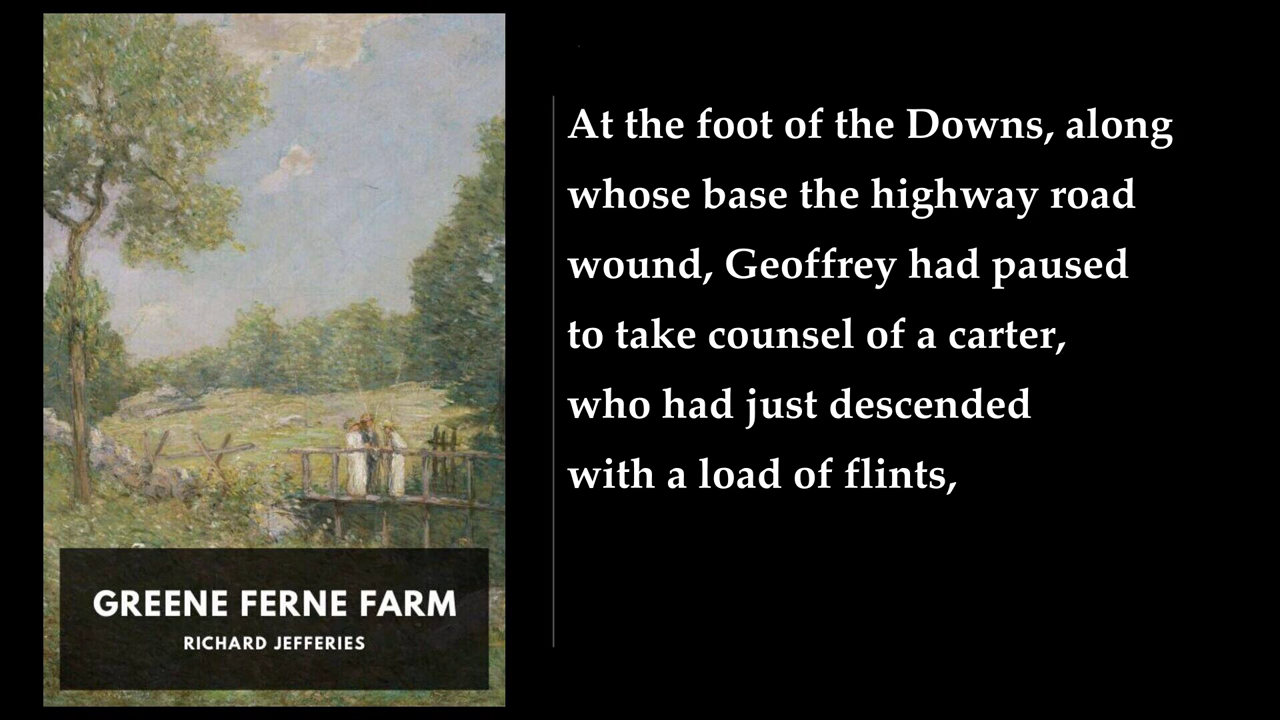 GREENE FERNE FARM
RICHARD JEFFERIES
At the foot of the Downs, along
whose base the highway road
wound, Geoffrey had paused
to take counsel of a carter,
who had just descended
with a load of flints,